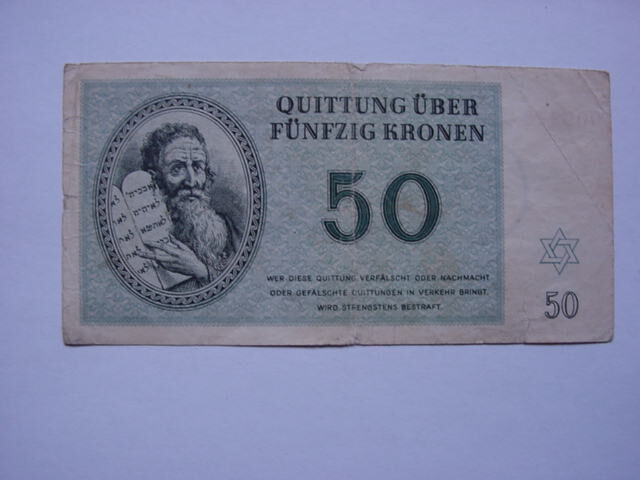 QUITTUNG ÜBER
FÜNFZIG KRONEN
50
WER DIESE QUITTUNG VERFÄLSCHT ODER NACHMACHT
ODER GEFÄLSCHTE QUITTUNGEN IN VERKEHR BRINGT,
WIRD STRENGSTENS BESTRAFT.
50